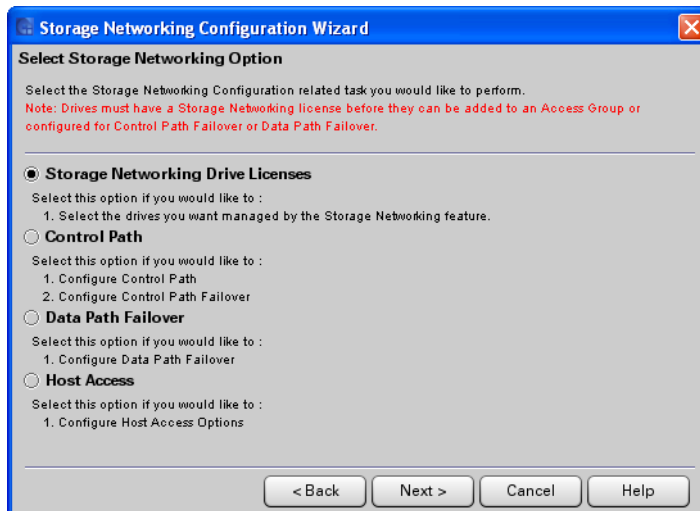 Storage Networking Configuration Wizard
Select Storage Networking Option
Select the Storage Networking Configuration related task you would like to perform.
Note: Drives must have a Storage Networking license before they can be added to an Access Group or
configured for Control Path Failover or Data Path Failover.
Storage Networking Drive Licenses
Select this option if you would like to :
1. Select the drives you want managed by the Storage Networking feature.
Control Path
Select this option if you would like to :
1. Configure Control Path
2. Configure Control Path Failover
Data Path Failover
Select this option if you would like to :
1. Configure Data Path Failover
Host Access
Select this option if you would like to :
1. Configure Host Access Options
< Back Next > Cancel Help